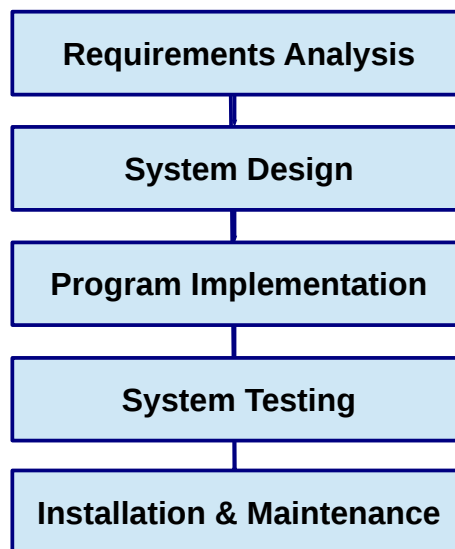 Requirements Analysis
System Design
Program Implementation
System Testing
Installation & Maintenance